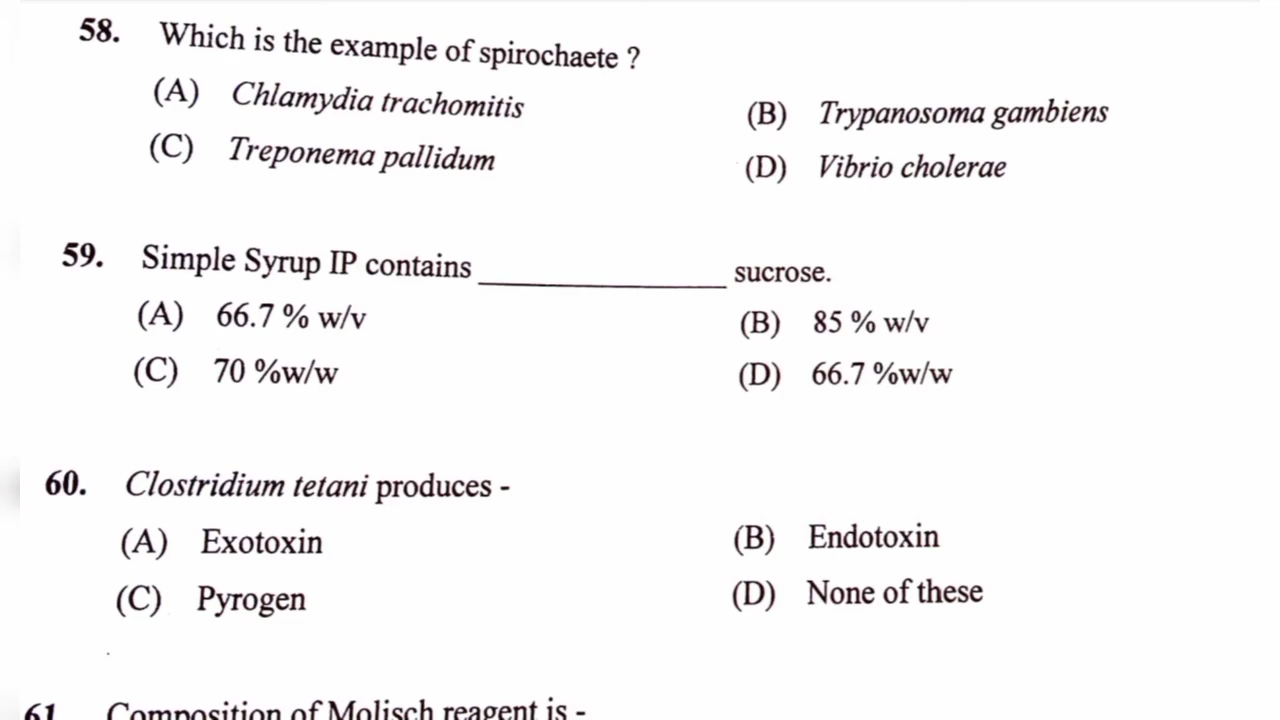 58. Which is the example of spirochaete ?
(A) Chlamydia trachomitis (B) Trypanosoma gambiens
(C) Treponema pallidum (D) Vibrio cholerae
59. Simple Syrup IP contains ____________ sucrose.
(A) 66.7 % w/v (B) 85 % w/v
(C) 70 %w/w (D) 66.7 %w/w
60. Clostridium tetani produces -
(A) Exotoxin (B) Endotoxin
(C) Pyrogen (D) None of these
61 Composition of Molisch reagent is -